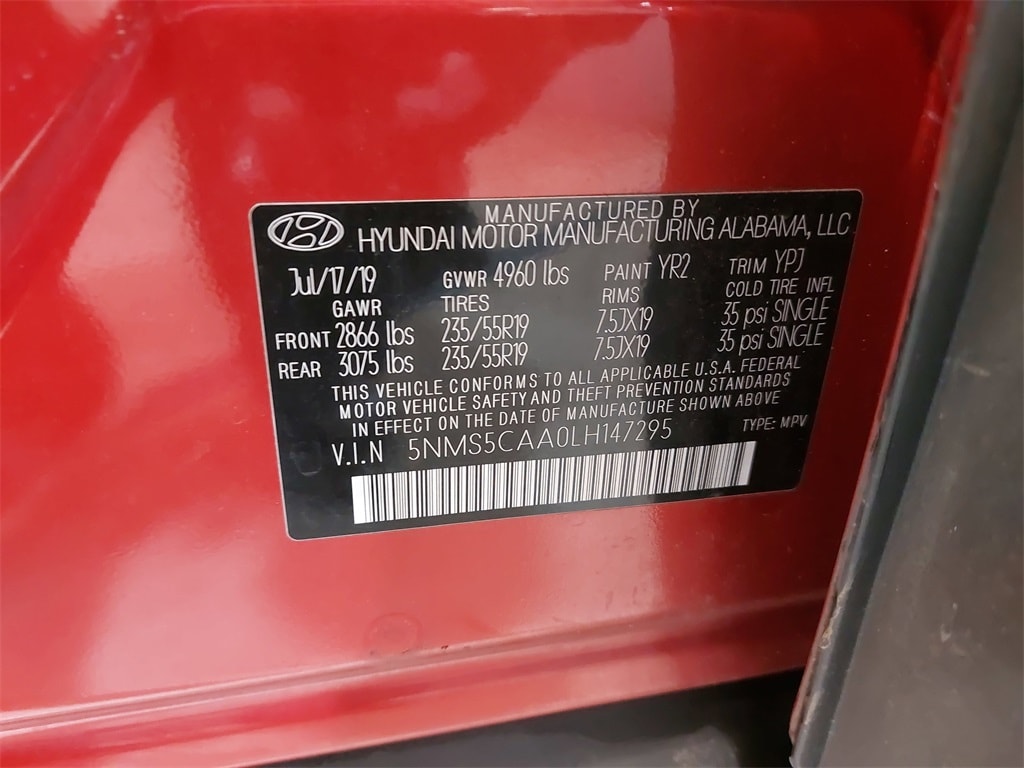 MANUFACTURED BY
HYUNDAI MOTOR MANUFACTURING ALABAMA, LLC
Jul/17/19 GVWR 4960 lbs PAINT YR2 TRIM YPJ
GAWR TIRES RIMS COLD TIRE INFL
FRONT 2866 lbs 235/55R19 7.5JX19 35 psi SINGLE
REAR 3075 lbs 235/55R19 7.5JX19 35 psi SINGLE
THIS VEHICLE CONFORMS TO ALL APPLICABLE U.S.A. FEDERAL
MOTOR VEHICLE SAFETY AND THEFT PREVENTION STANDARDS
IN EFFECT ON THE DATE OF MANUFACTURE SHOWN ABOVE
V.I.N 5NMS5CAA0LH147295 TYPE: MPV